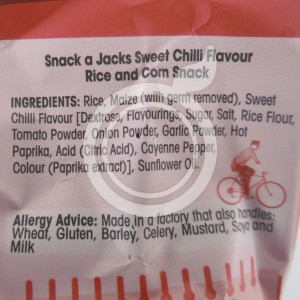 Snack a Jacks Sweet Chilli Flavour
Rice and Corn Snack
INGREDIENTS: Rice, Maize (with germ removed), Sweet
Chilli Flavour [Dextrose, Flavourings, Sugar, Salt, Rice Flour,
Tomato Powder, Onion Powder, Garlic Powder, Hot
Paprika, Acid (Citric Acid), Cayenne Pepper,
Colour (Paprika extract)], Sunflower Oil.
Allergy Advice: Made in a factory that also handles:
Wheat, Gluten, Barley, Celery, Mustard, Soya and
Milk